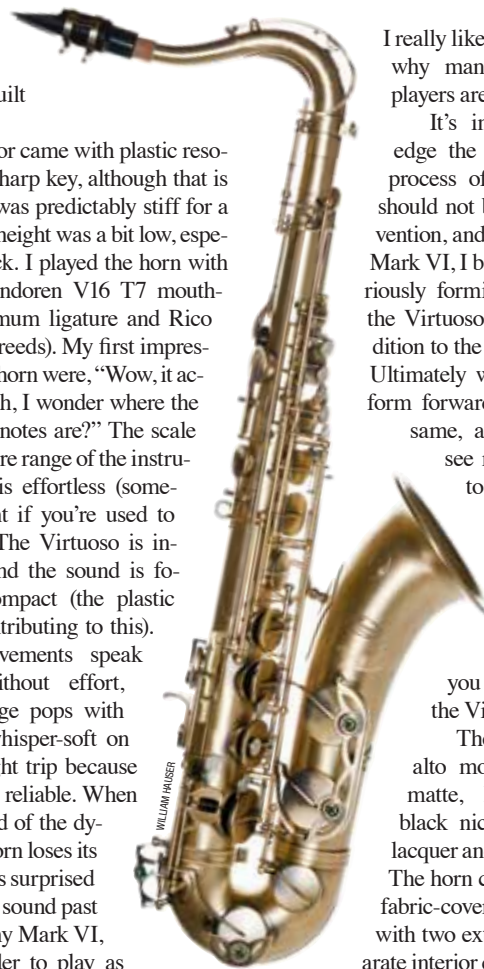 uilt
or came with plastic reso-
harp key, although that is
was predictably stiff for a
height was a bit low, espe-
ck. I played the horn with
ndoren V16 T7 mouth-
mum ligature and Rico
reeds). My first impres-
horn were, “Wow, it ac-
h, I wonder where the
notes are?” The scale
re range of the instru-
is effortless (some-
t if you’re used to
The Virtuoso is in-
nd the sound is fo-
ompact (the plastic
tributing to this).
vements speak
ithout effort,
ge pops with
whisper-soft on
ht trip because
reliable. When
d of the dy-
orn loses its
s surprised
sound past
y Mark VI,
der to play as
WILLIAM HAUSER
I really like
why man
players are
It’s in
edge the
process of
should not b
vention, and
Mark VI, I b
riously formi
the Virtuoso
dition to the
Ultimately w
form forward
same, a
see r
to
you
the Vi
The
alto mo
matte,
black nic
lacquer an
The horn c
fabric-cover
with two ext
arate interior c